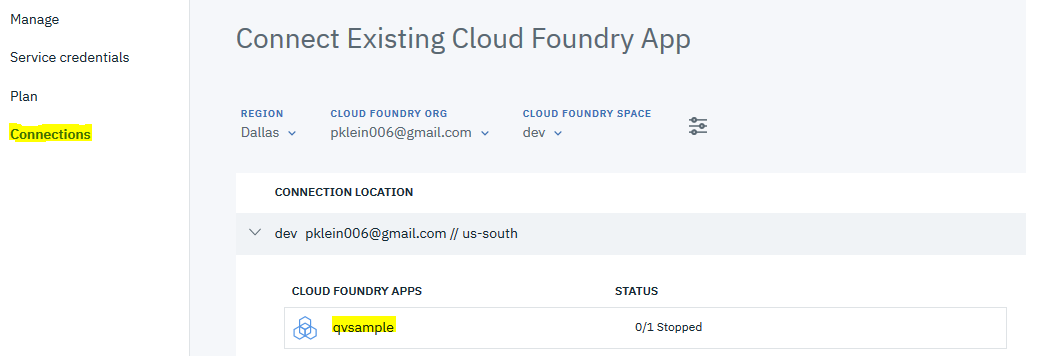 Manage
Service credentials
Plan
Connections
Connect Existing Cloud Foundry App
REGION CLOUD FOUNDRY ORG CLOUD FOUNDRY SPACE
Dallas pklein006@gmail.com dev
CONNECTION LOCATION
dev pklein006@gmail.com // us-south
CLOUD FOUNDRY APPS STATUS
qvsample 0/1 Stopped